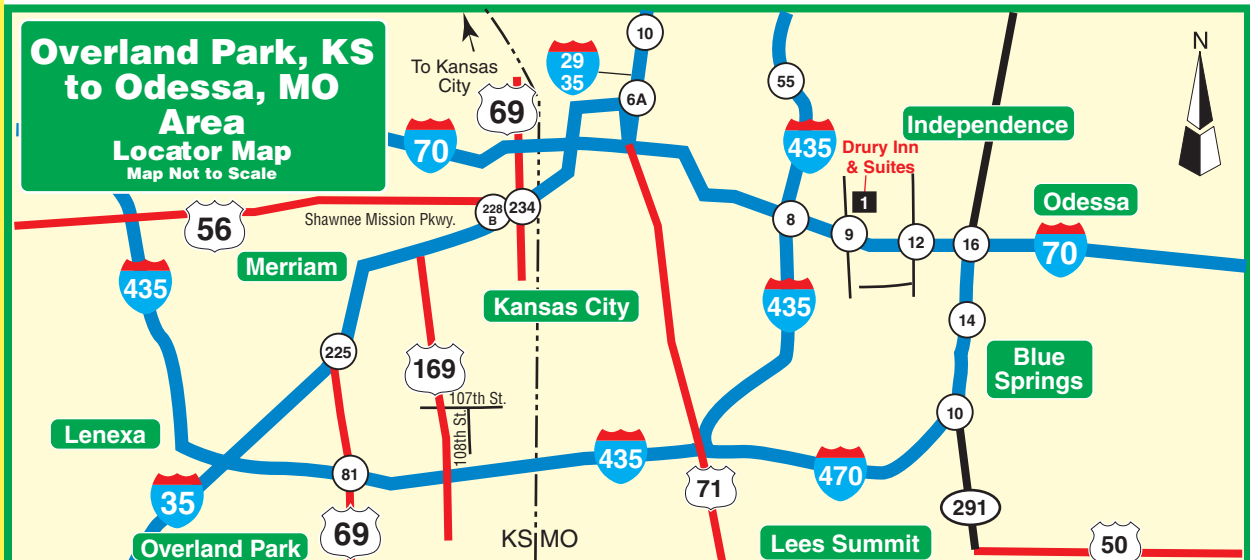 Overland Park, KS
to Odessa, MO
Area
Locator Map
Map Not to Scale
To Kansas
City
29
35
10
6A
55
N
69
70
435
Independence
Drury Inn
& Suites
1
56
Shawnee Mission Pkwy.
228
B
234
8
9
12
16
Odessa
70
Merriam
435
Kansas City
435
14
225
169
Blue
Springs
107th St.
108th St.
10
Lenexa
81
435
470
35
71
291
69
Overland Park
KS
MO
Lees Summit
50